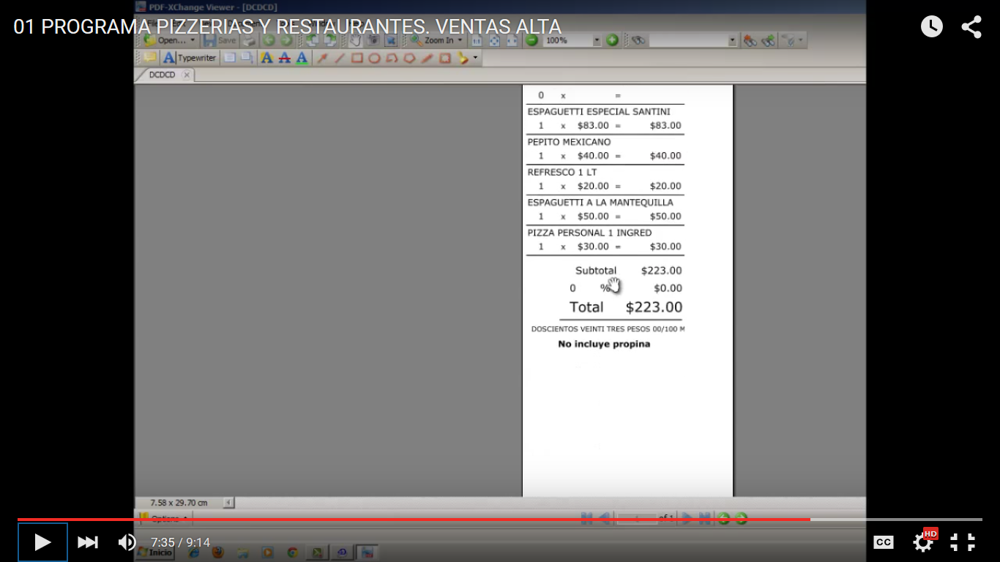 PDF-XChange Viewer - [DCDCD]
01 PROGRAMA PIZZERIAS Y RESTAURANTES. VENTAS ALTA
Open... Save Zoom In 100%
Typewriter
DCDCD
0 x =
ESPAGUETTI ESPECIAL SANTINI
1 x $83.00 = $83.00
PEPITO MEXICANO
1 x $40.00 = $40.00
REFRESCO 1 LT
1 x $20.00 = $20.00
ESPAGUETTI A LA MANTEQUILLA
1 x $50.00 = $50.00
PIZZA PERSONAL 1 INGRED
1 x $30.00 = $30.00
Subtotal $223.00
0 % $0.00
Total $223.00
DOSCIENTOS VEINTI TRES PESOS 00/100 M
No incluye propina
7.58 x 29.70 cm
Options of 1
7:35 / 9:14 CC HD
Inicio